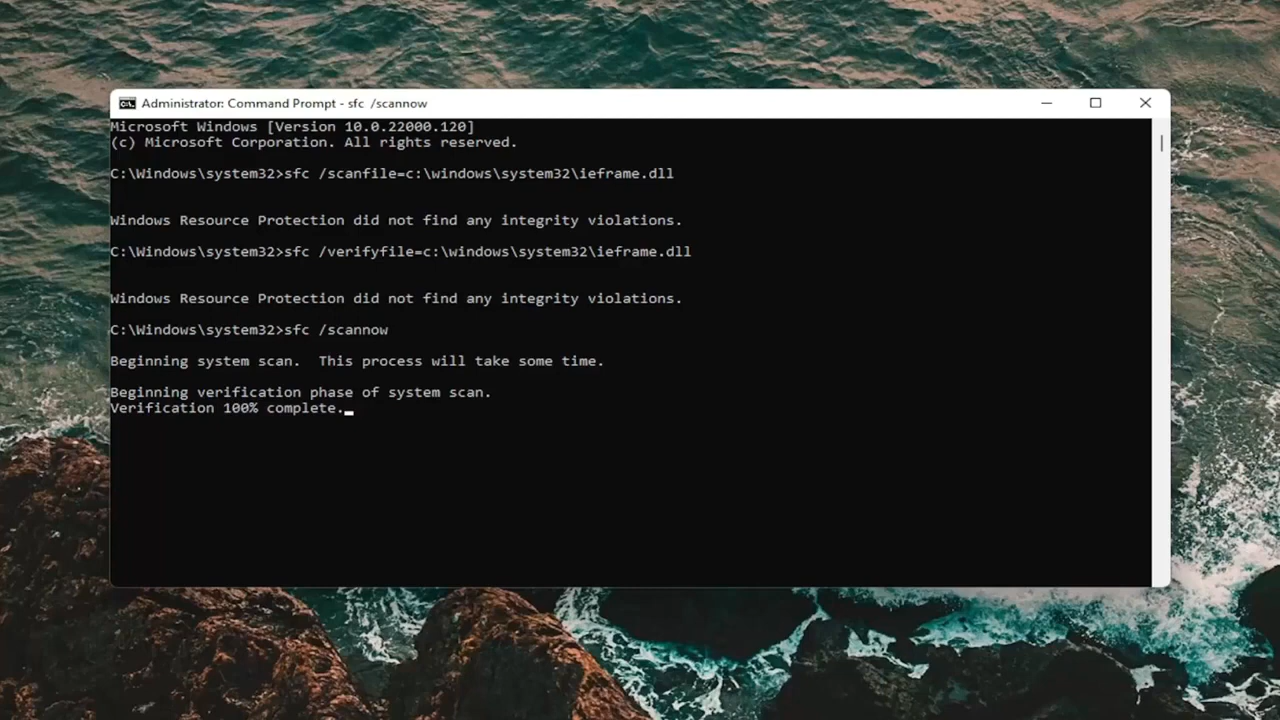 Administrator: Command Prompt - sfc  /scannow
Microsoft Windows [Version 10.0.22000.120]
(c) Microsoft Corporation. All rights reserved.
C:\Windows\system32>sfc /scanfile=c:\windows\system32\ieframe.dll
Windows Resource Protection did not find any integrity violations.
C:\Windows\system32>sfc /verifyfile=c:\windows\system32\ieframe.dll
Windows Resource Protection did not find any integrity violations.
C:\Windows\system32>sfc /scannow
Beginning system scan.  This process will take some time.
Beginning verification phase of system scan.
Verification 100% complete.